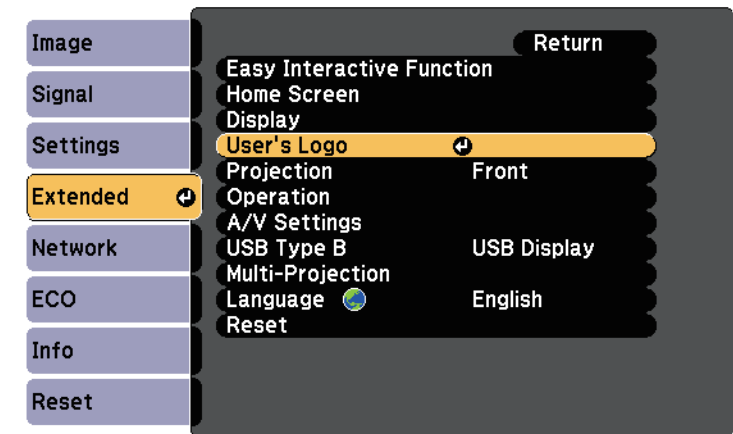 Image
Signal
Settings
Extended
Network
ECO
Info
Reset
Return
Easy Interactive Function
Home Screen
Display
User's Logo
Projection Front
Operation
A/V Settings
USB Type B USB Display
Multi-Projection
Language English
Reset